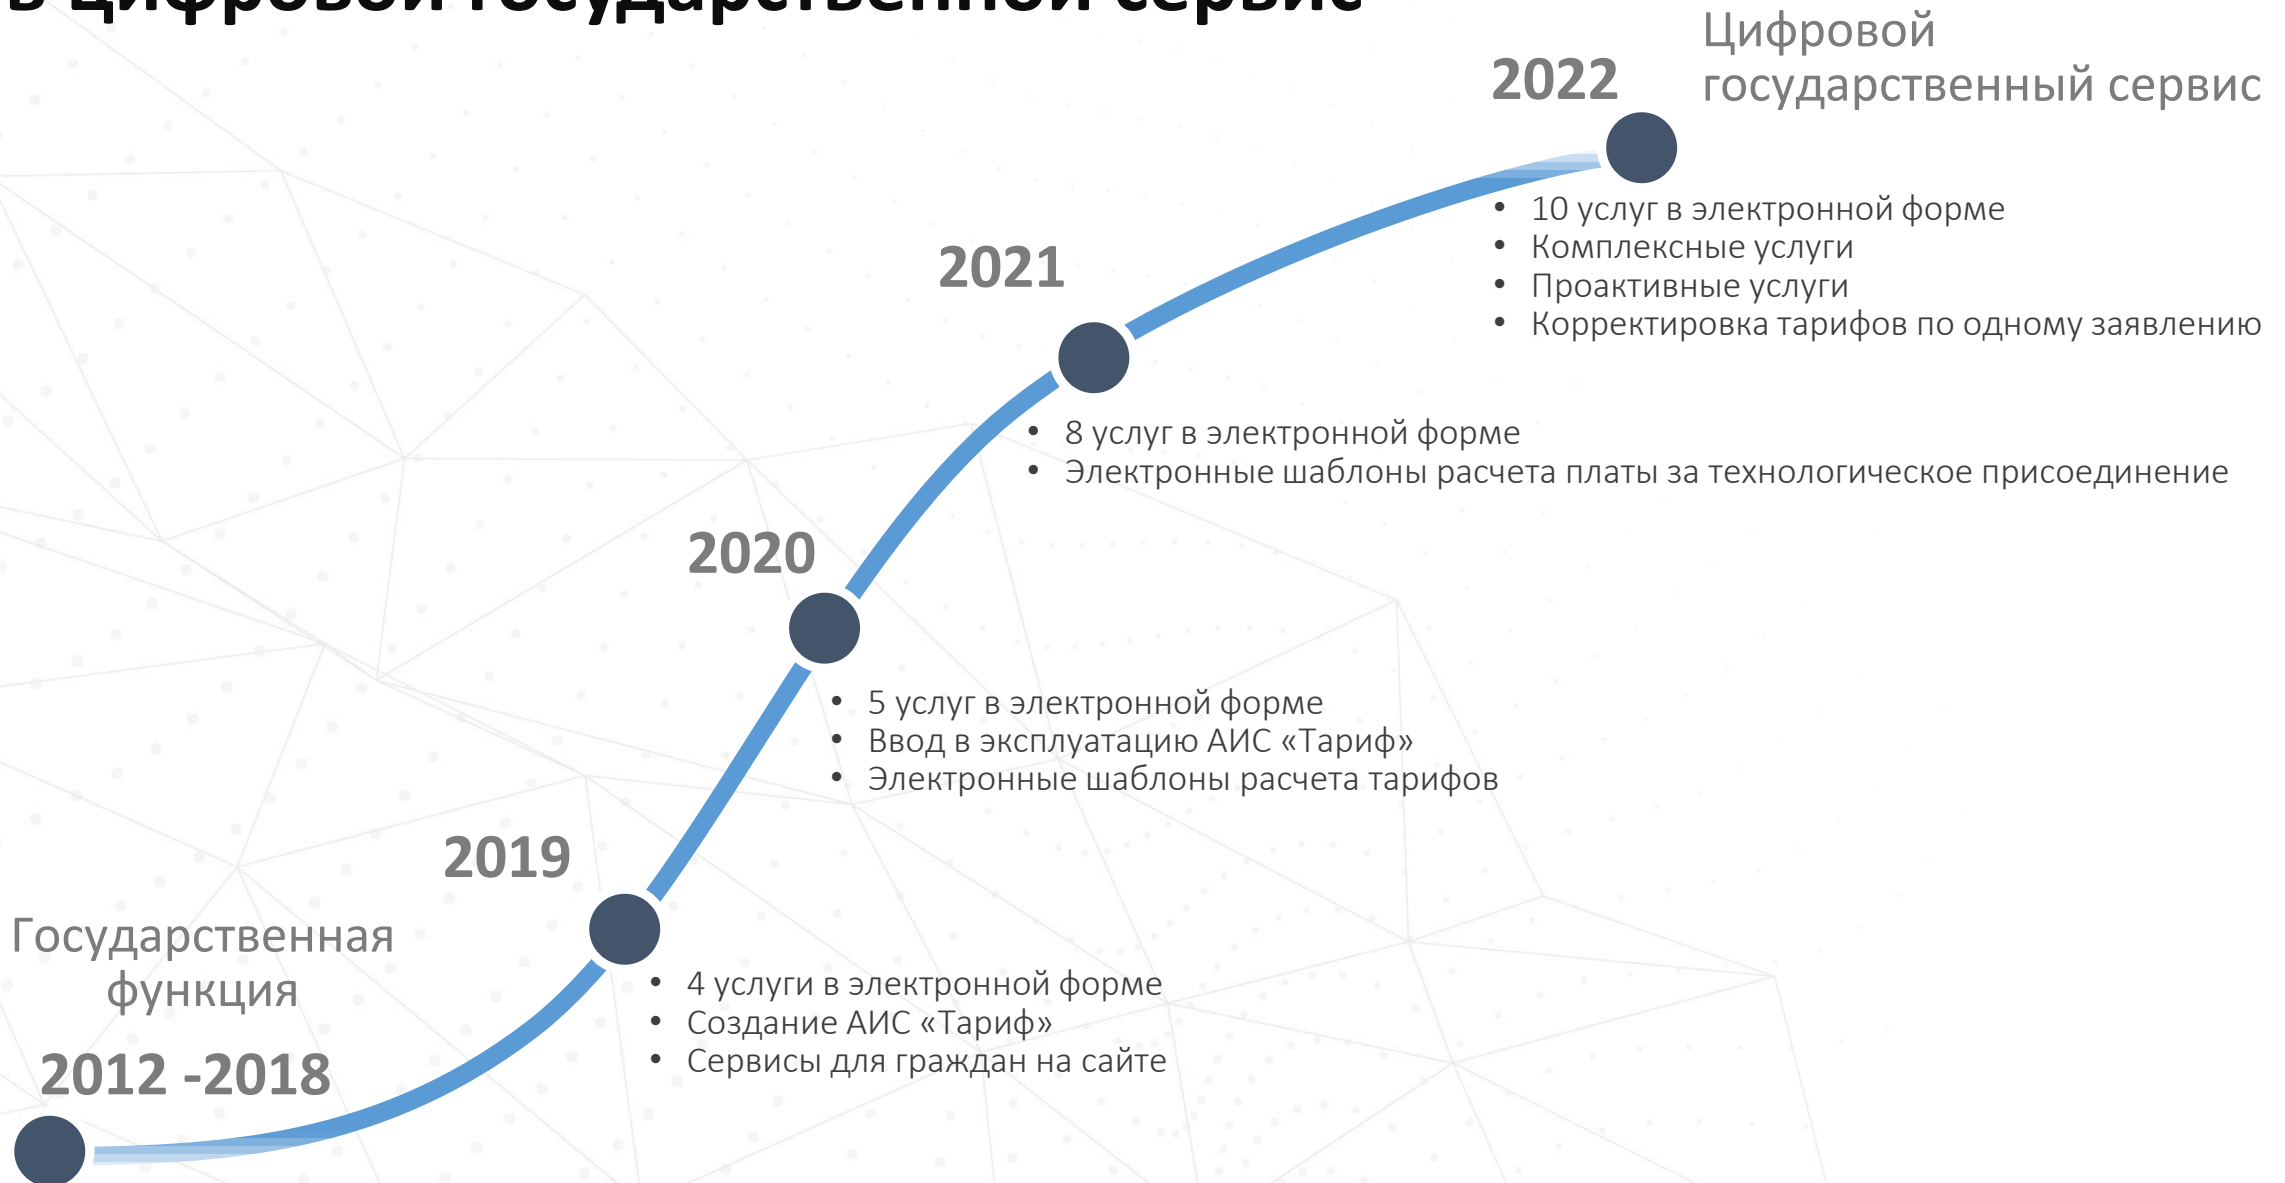 в цифровой государственной сервис
Цифровой
государственный сервис
2022
• 10 услуг в электронной форме
• Комплексные услуги
• Проактивные услуги
• Корректировка тарифов по одному заявлению
2021
• 8 услуг в электронной форме
• Электронные шаблоны расчета платы за технологическое присоединение
2020
• 5 услуг в электронной форме
• Ввод в эксплуатацию АИС «Тариф»
• Электронные шаблоны расчета тарифов
2019
• 4 услуги в электронной форме
• Создание АИС «Тариф»
• Сервисы для граждан на сайте
Государственная
функция
2012 -2018